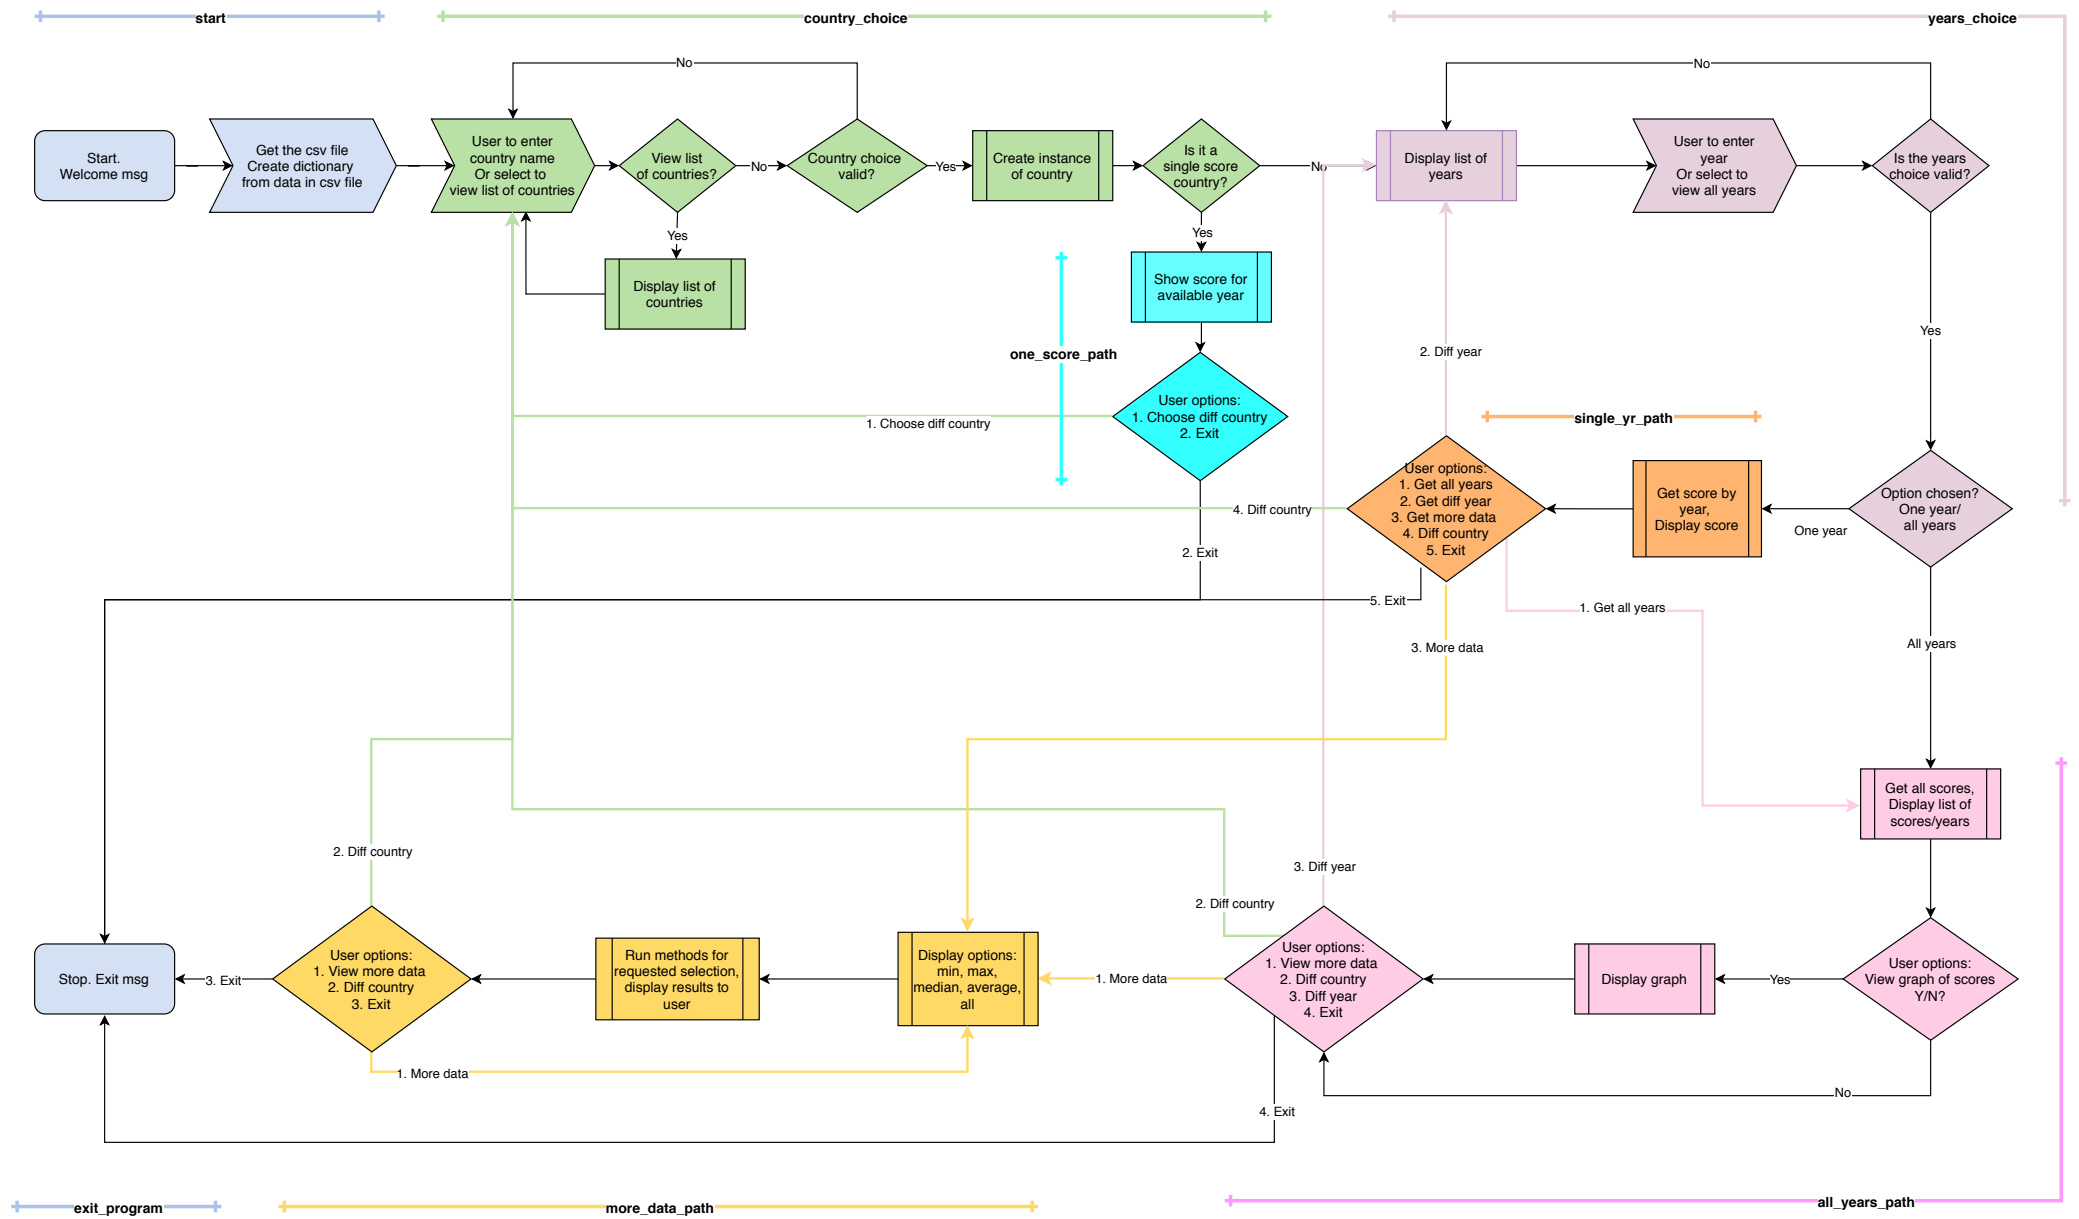 start
country_choice
years_choice
No
No
Start.
Welcome msg
Get the csv file
Create dictionary
from data in csv file
User to enter
country name
Or select to
view list of countries
View list
of countries?
No
Country choice
valid?
Yes
Create instance
of country
Is it a
single score
country?
No
Display list of
years
User to enter
year
Or select to
view all years
Is the years
choice valid?
Yes
Yes
Display list of
countries
Show score for
available year
Yes
one_score_path
2. Diff year
User options:
1. Choose diff country
2. Exit
1. Choose diff country
single_yr_path
User options:
1. Get all years
2. Get diff year
3. Get more data
4. Diff country
5. Exit
Get score by
year,
Display score
Option chosen?
One year/
all years
4. Diff country
One year
2. Exit
5. Exit
1. Get all years
3. More data
All years
Get all scores,
Display list of
scores/years
2. Diff country
3. Diff year
2. Diff country
Stop. Exit msg
3. Exit
User options:
1. View more data
2. Diff country
3. Exit
Run methods for
requested selection,
display results to
user
Display options:
min, max,
median, average,
all
1. More data
User options:
1. View more data
2. Diff country
3. Diff year
4. Exit
Display graph
Yes
User options:
View graph of scores
Y/N?
1. More data
No
4. Exit
exit_program
more_data_path
all_years_path